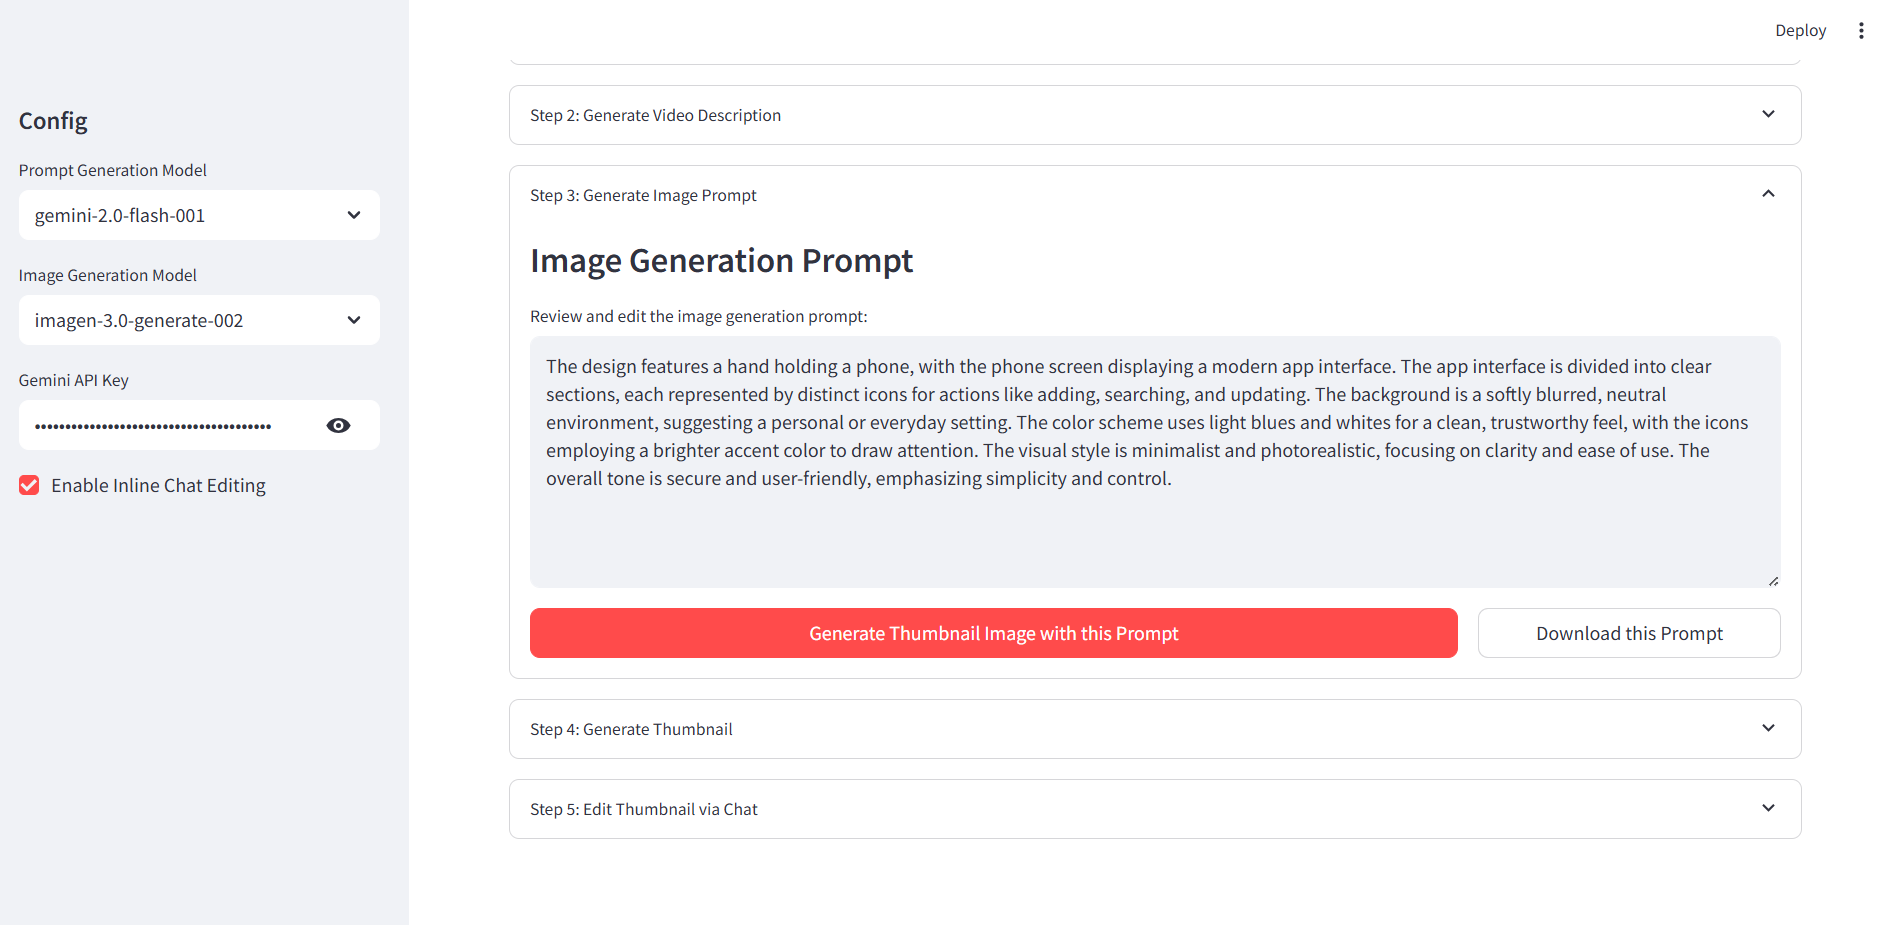 Deploy
Config
Prompt Generation Model
gemini-2.0-flash-001
Image Generation Model
imagen-3.0-generate-002
Gemini API Key
••••••••••••••••••••••••••••••••••••••
Enable Inline Chat Editing
Step 2: Generate Video Description
Step 3: Generate Image Prompt
Image Generation Prompt
Review and edit the image generation prompt:
The design features a hand holding a phone, with the phone screen displaying a modern app interface. The app interface is divided into clear
sections, each represented by distinct icons for actions like adding, searching, and updating. The background is a softly blurred, neutral
environment, suggesting a personal or everyday setting. The color scheme uses light blues and whites for a clean, trustworthy feel, with the icons
employing a brighter accent color to draw attention. The visual style is minimalist and photorealistic, focusing on clarity and ease of use. The
overall tone is secure and user-friendly, emphasizing simplicity and control.
Generate Thumbnail Image with this Prompt
Download this Prompt
Step 4: Generate Thumbnail
Step 5: Edit Thumbnail via Chat